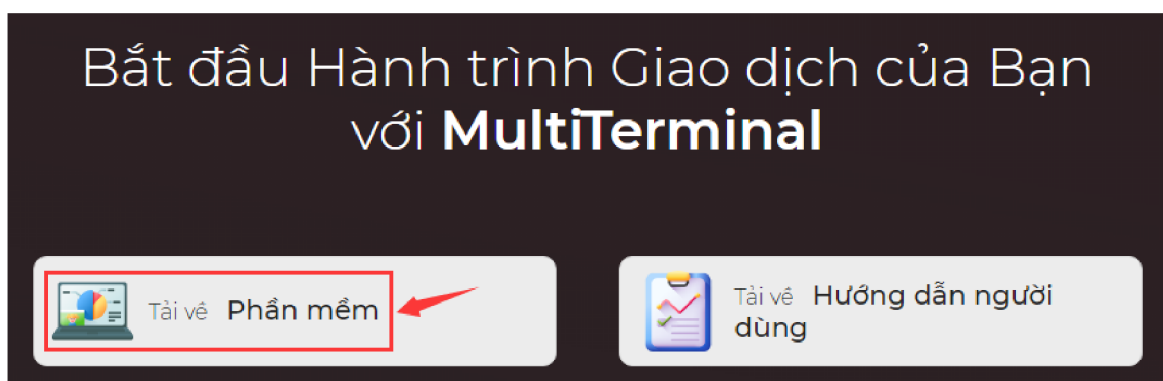 Bắt đầu Hành trình Giao dịch của Bạn
với MultiTerminal
Tải về Phần mềm
Tải về Hướng dẫn người
dùng